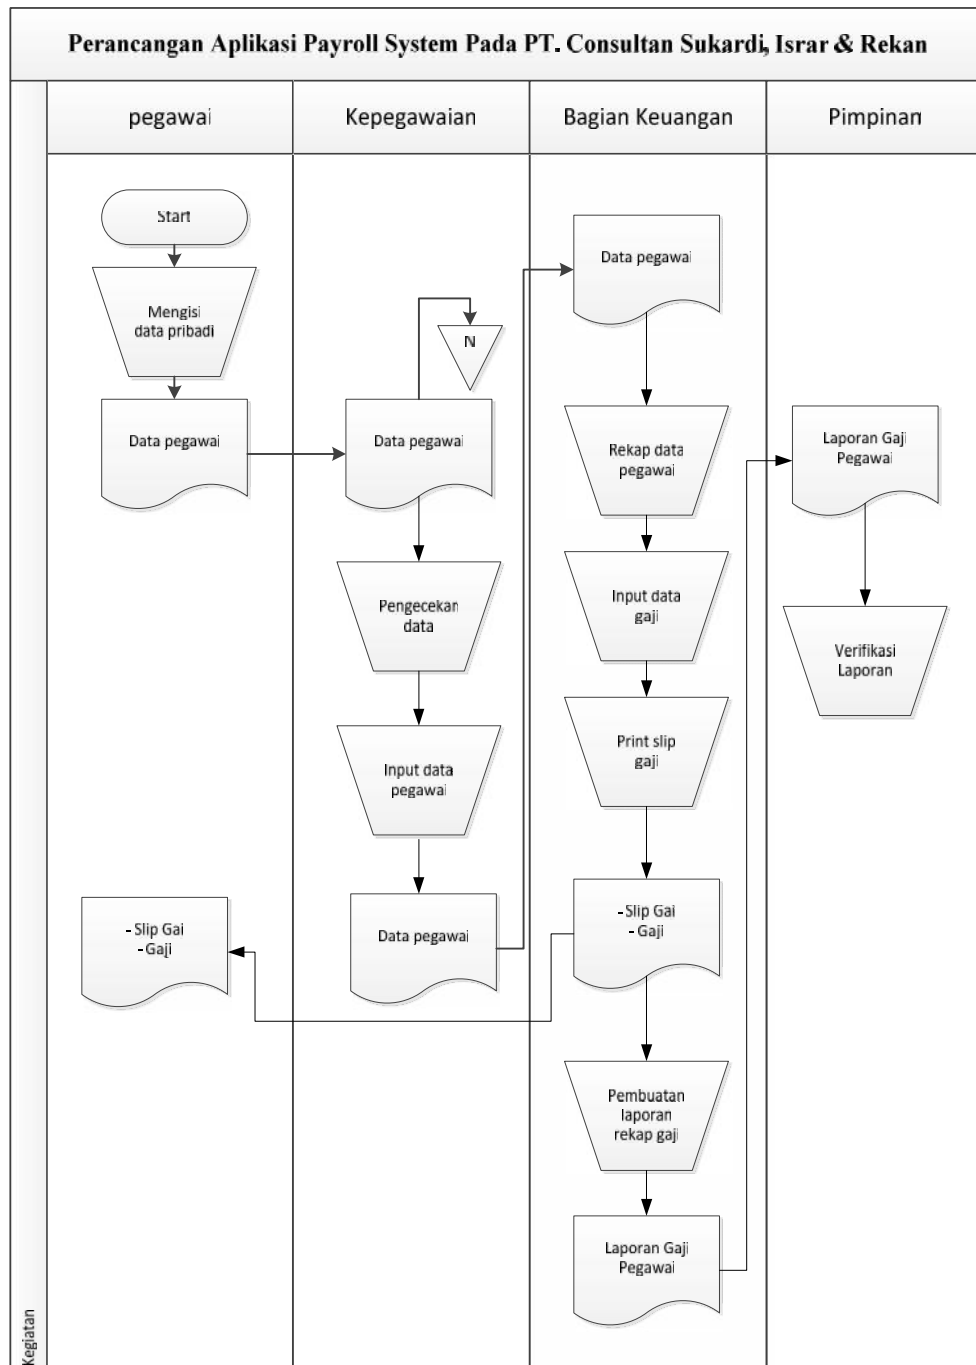 Perancangan Aplikasi Payroll System Pada PT. Consultan Sukardi, Israr & Rekan
pegawai
Kepegawaian
Bagian Keuangan
Pimpinan
Start
Mengisi
data pribadi
Data pegawai
N
Data pegawai
Pengecekan
data
Input data
pegawai
Data pegawai
Data pegawai
Rekap data
pegawai
Input data
gaji
Print slip
gaji
-Slip Gai
-Gaji
-Slip Gai
-Gaji
Pembuatan
laporan
rekap gaji
Laporan Gaji
Pegawai
Laporan Gaji
Pegawai
Verifikasi
Laporan
Kegiatan